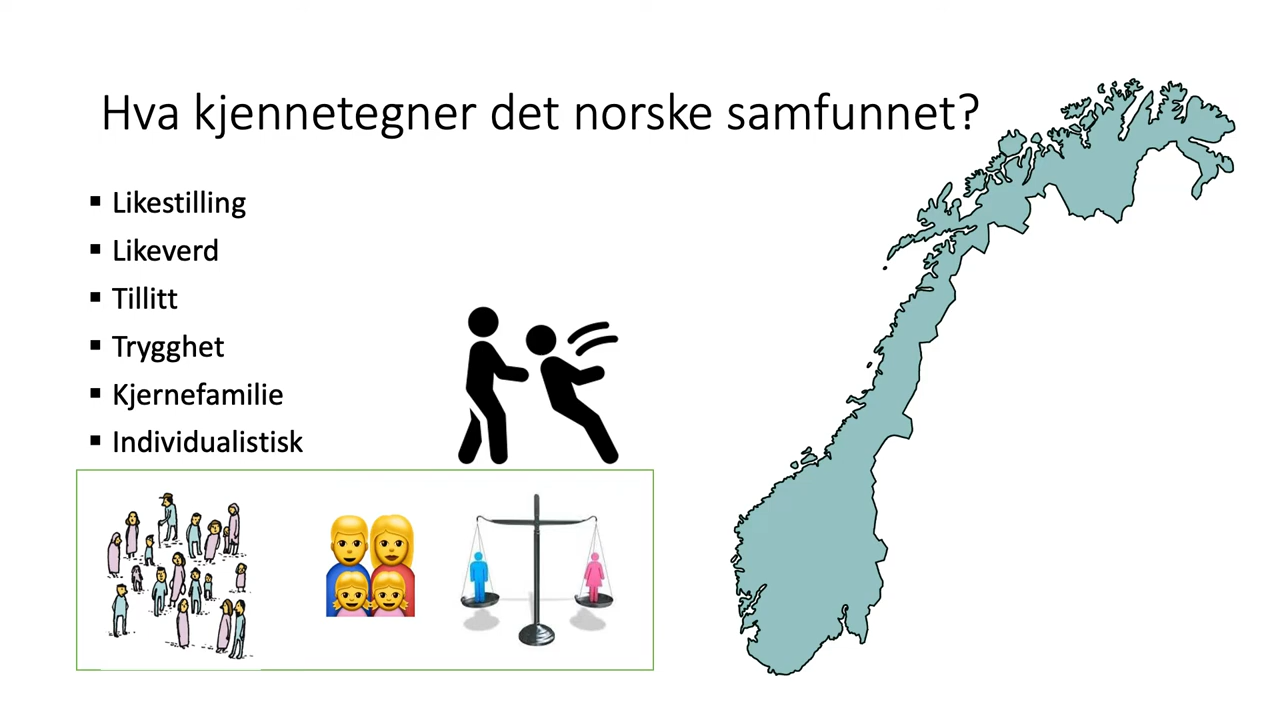 Hva kjennetegner det norske samfunnet?
▪ Likestilling
▪ Likeverd
▪ Tillitt
▪ Trygghet
▪ Kjernefamilie
▪ Individualistisk